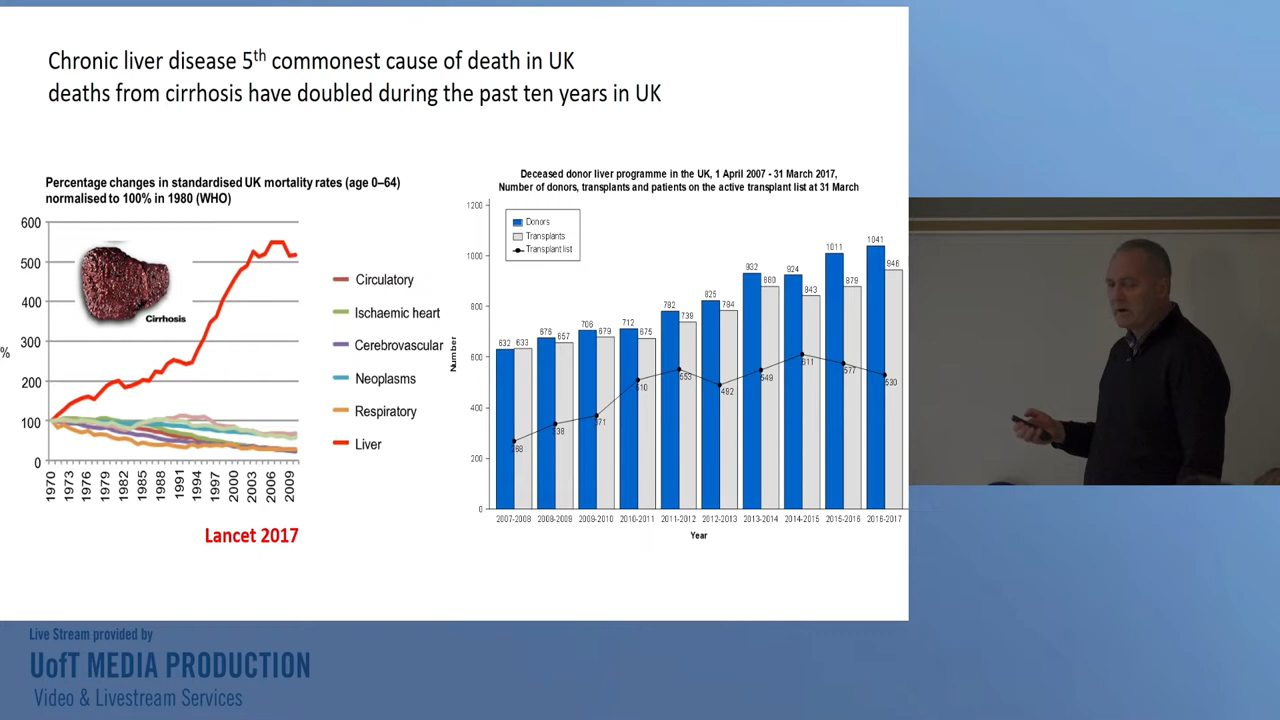 Chronic liver disease 5th commonest cause of death in UK
deaths from cirrhosis have doubled during the past ten years in UK
Percentage changes in standardised UK mortality rates (age 0–64)
normalised to 100% in 1980 (WHO)
600
500
400
300
200
100
0
%
Cirrhosis
1970 1973 1976 1979 1982 1985 1988 1991 1994 1997 2000 2003 2006 2009
Circulatory
Ischaemic heart
Cerebrovascular
Neoplasms
Respiratory
Liver
Lancet 2017
Deceased donor liver programme in the UK, 1 April 2007 - 31 March 2017,
Number of donors, transplants and patients on the active transplant list at 31 March
Donors
Transplants
Transplant list
Number
1200
1000
800
600
400
200
0
632 633 676 657 706 679 712 675 782 739 825 784 932 880 924 843 1011 879 1041 946
492 549 611 577 530
2007-2008 2008-2009 2009-2010 2010-2011 2011-2012 2012-2013 2013-2014 2014-2015 2015-2016 2016-2017
Year
Live Stream provided by
UofT MEDIA PRODUCTION
Video & Livestream Services